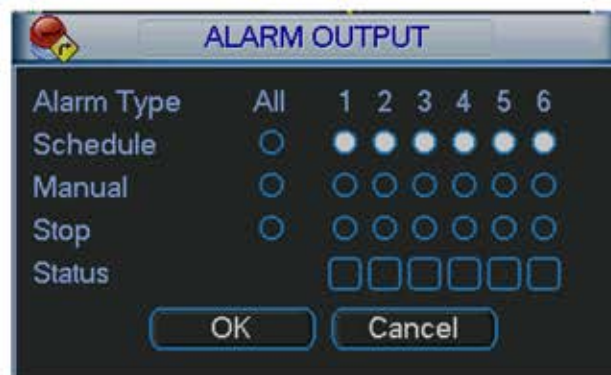 ALARM OUTPUT
Alarm Type All 1 2 3 4 5 6
Schedule
Manual
Stop
Status
OK Cancel